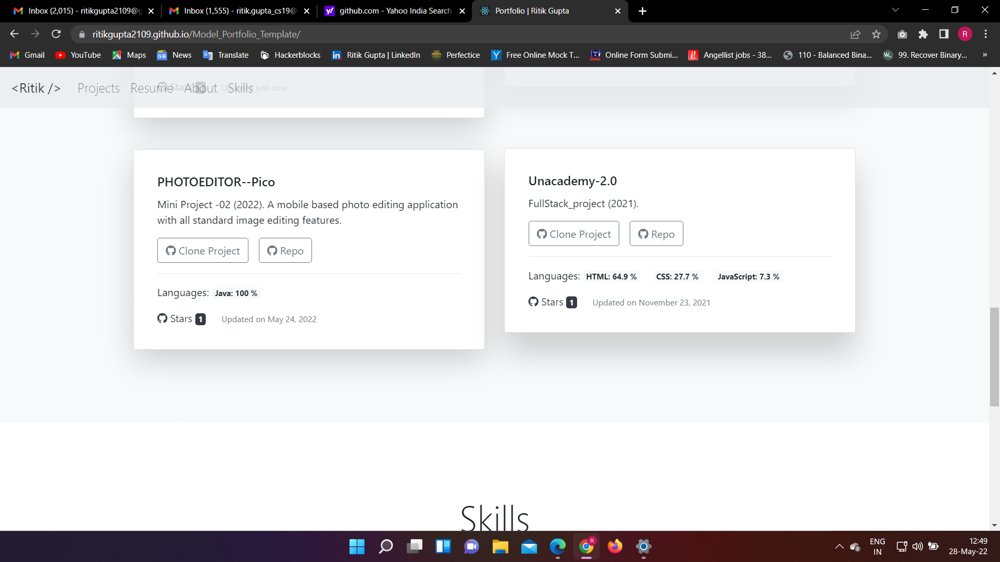 Inbox (2,015) - ritikgupta2109@g
Inbox (1,555) - ritik.gupta_cs19@
github.com - Yahoo India Search
Portfolio | Ritik Gupta
ritikgupta2109.github.io/Model_Portfolio_Template/
R
Gmail
YouTube
Maps
News
Translate
Hackerblocks
Ritik Gupta | LinkedIn
Perfectice
Free Online Mock T...
Online Form Submi...
Angellist jobs - 38...
110 - Balanced Bina...
99. Recover Binary...
»
<Ritik />
Projects
Resume
About
Skills
Stars
Updated just now
PHOTOEDITOR--Pico
Mini Project -02 (2022). A mobile based photo editing application
with all standard image editing features.
Clone Project
Repo
Languages: Java: 100 %
Stars 1 Updated on May 24, 2022
Unacademy-2.0
FullStack_project (2021).
Clone Project
Repo
Languages: HTML: 64.9 % CSS: 27.7 % JavaScript: 7.3 %
Stars 1 Updated on November 23, 2021
Skills
R
ENG
IN
12:49
28-May-22